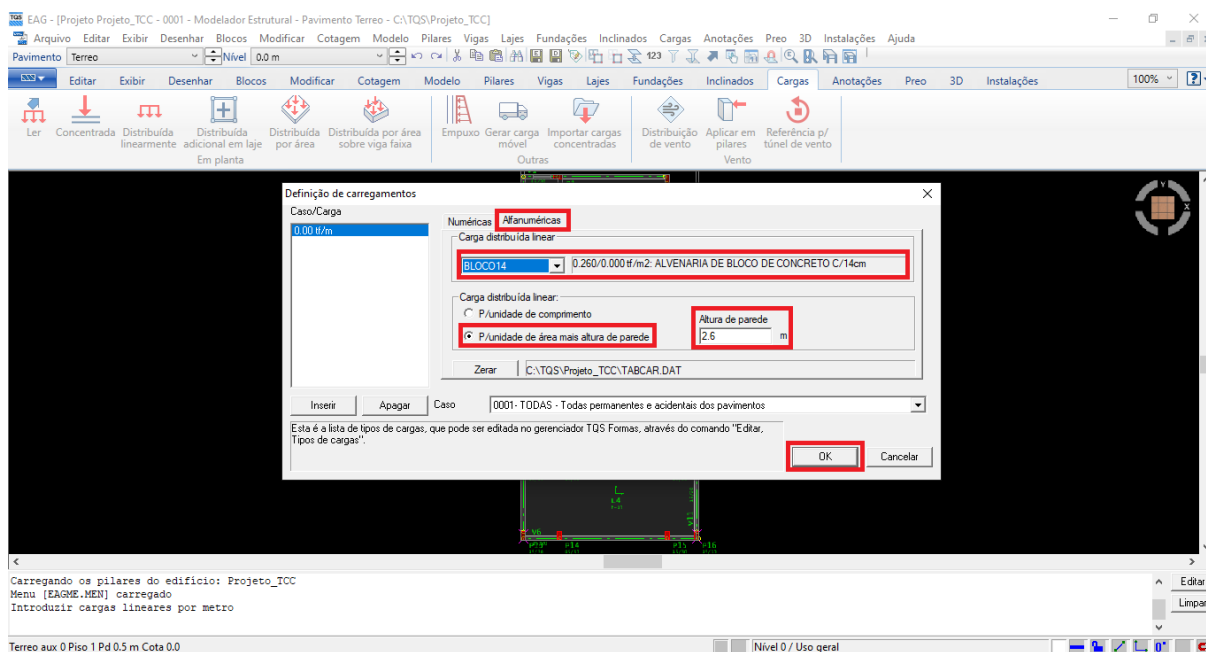 EAG - [Projeto Projeto_TCC - 0001 - Modelador Estrutural - Pavimento Terreo - C:\TQS\Projeto_TCC]
Arquivo Editar Exibir Desenhar Blocos Modificar Cotagem Modelo Pilares Vigas Lajes Fundações Inclinados Cargas Anotações Preo 3D Instalações Ajuda
Pavimento Terreo Nível 0.0 m 123
Editar Exibir Desenhar Blocos Modificar Cotagem Modelo Pilares Vigas Lajes Fundações Inclinados Cargas Anotações Preo 3D Instalações 100% ?
Ler Concentrada Distribuída Distribuída Distribuída Distribuída por área Empuxo Gerar carga Importar cargas Distribuição Aplicar em Referência p/
linearmente adicional em laje por área sobre viga faixa móvel concentradas de vento pilares túnel de vento
Em planta Outras Vento
Definição de carregamentos
Caso/Carga
0.00 tf/m
Numéricas Alfanuméricas
Carga distribuída linear
BLOCO14 0.260/0.000 tf/m2: ALVENARIA DE BLOCO DE CONCRETO C/14cm
Carga distribuída linear:
P/unidade de comprimento
P/unidade de área mais altura de parede
Altura de parede
2.6 m
Zerar C:\TQS\Projeto_TCC\TABCAR.DAT
Inserir Apagar Caso 0001- TODAS - Todas permanentes e acidentais dos pavimentos
Esta é a lista de tipos de cargas, que pode ser editada no gerenciador TQS Formas, através do comando "Editar,
Tipos de cargas".
OK Cancelar
Y
X
L4
V6
V11
P14 P15 P16
Carregando os pilares do edifício: Projeto_TCC
Menu [EAGME.MEN] carregado
Introduzir cargas lineares por metro
Editar
Limpar
Terreo aux 0 Piso 1 Pd 0.5 m Cota 0.0 Nível 0 / Uso geral